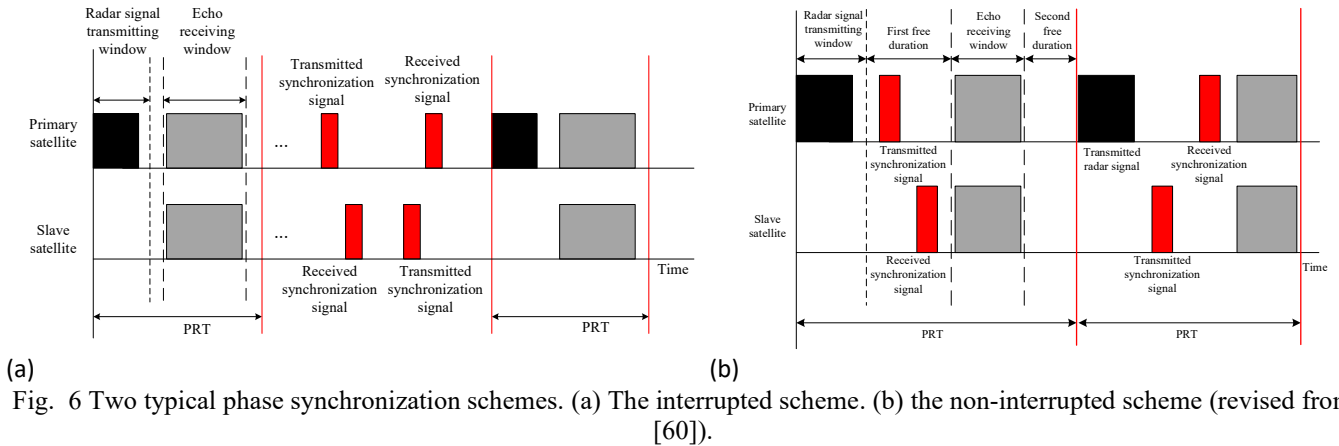 Radar signal
transmitting
window
Echo
receiving
window
Transmitted
synchronization
signal
Received
synchronization
signal
Primary
satellite
...
Slave
satellite
...
Received
synchronization
signal
Transmitted
synchronization
signal
Time
PRT
PRT
(a)
Radar signal
transmitting
window
First free
duration
Echo
receiving
window
Second
free
duration
Primary
satellite
Transmitted
synchronization
signal
Transmitted
radar signal
Received
synchronization
signal
Slave
satellite
Received
synchronization
signal
Transmitted
synchronization
signal
Time
PRT
PRT
(b)
Fig. 6 Two typical phase synchronization schemes. (a) The interrupted scheme. (b) the non-interrupted scheme (revised from
[60]).